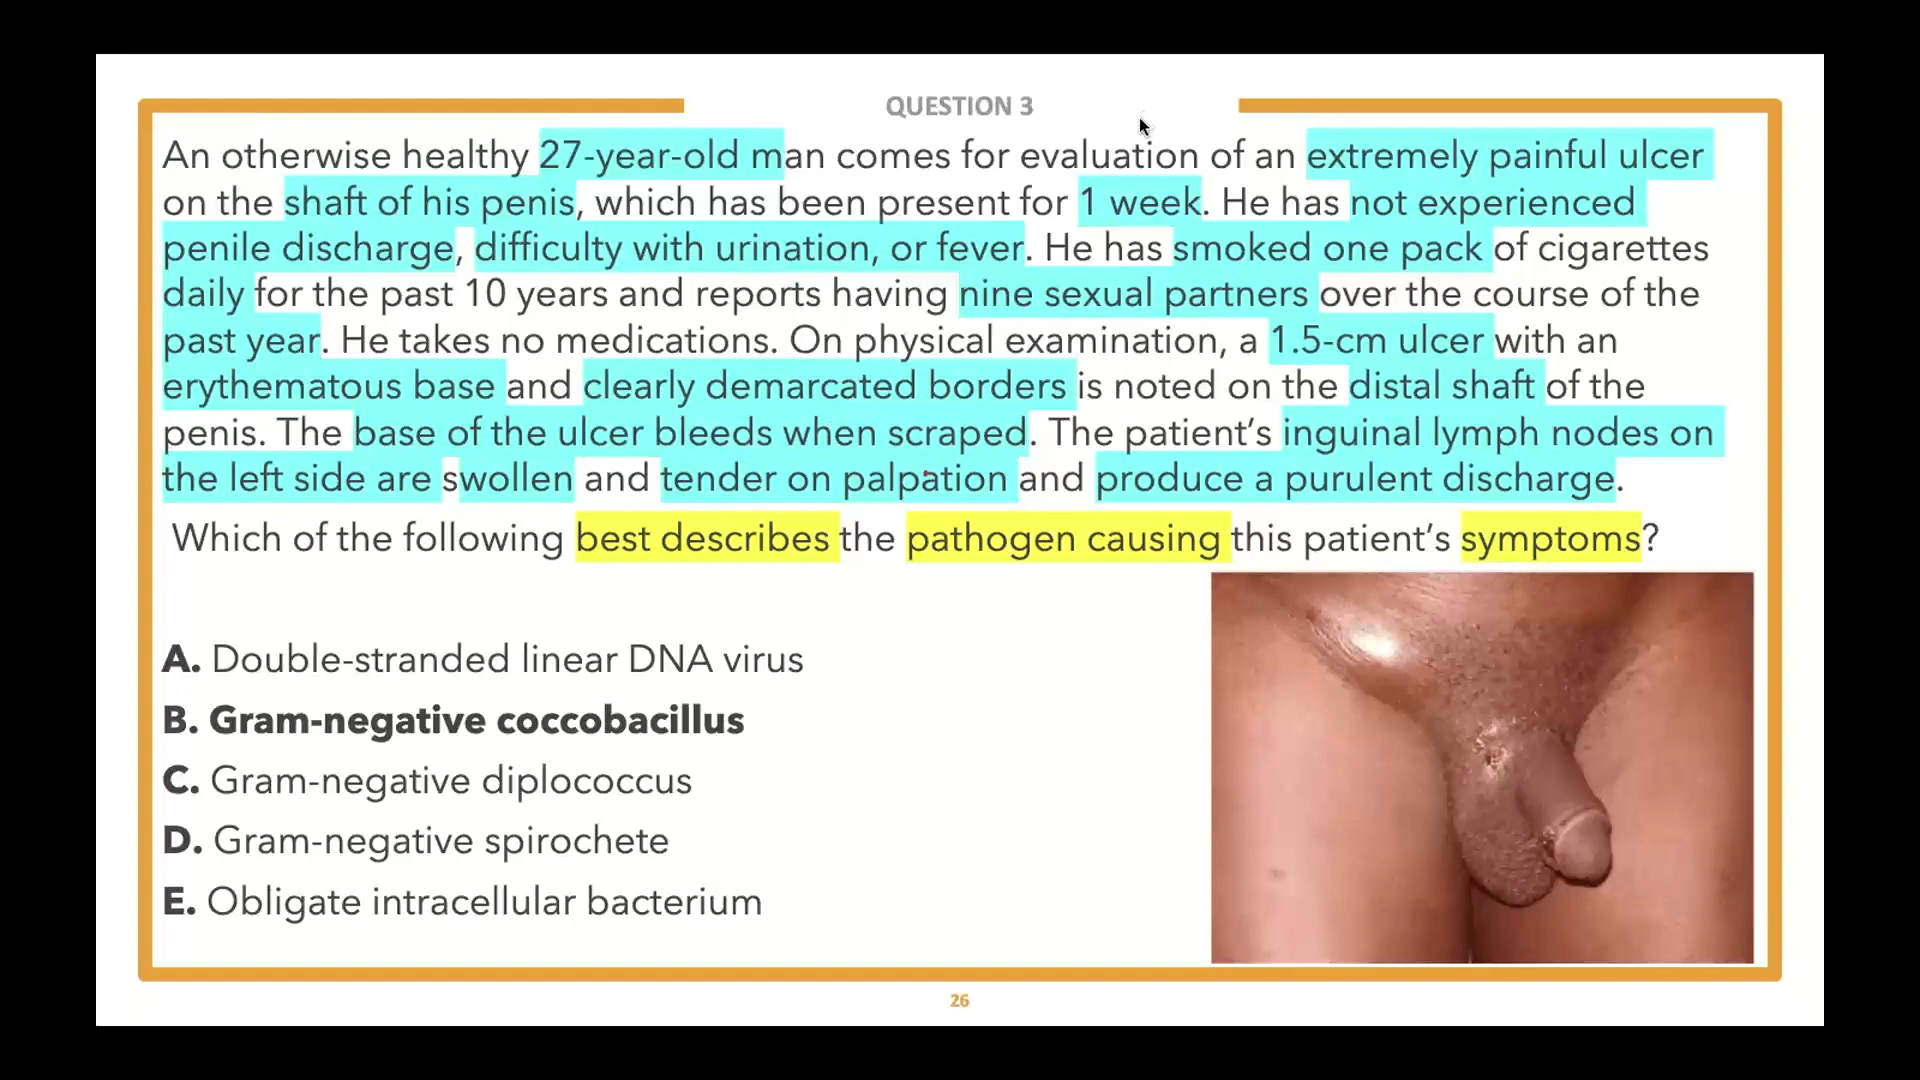 QUESTION 3
An otherwise healthy 27-year-old man comes for evaluation of an extremely painful ulcer
on the shaft of his penis, which has been present for 1 week. He has not experienced
penile discharge, difficulty with urination, or fever. He has smoked one pack of cigarettes
daily for the past 10 years and reports having nine sexual partners over the course of the
past year. He takes no medications. On physical examination, a 1.5-cm ulcer with an
erythematous base and clearly demarcated borders is noted on the distal shaft of the
penis. The base of the ulcer bleeds when scraped. The patient’s inguinal lymph nodes on
the left side are swollen and tender on palpation and produce a purulent discharge.
Which of the following best describes the pathogen causing this patient’s symptoms?
A. Double-stranded linear DNA virus
B. Gram-negative coccobacillus
C. Gram-negative diplococcus
D. Gram-negative spirochete
E. Obligate intracellular bacterium
26